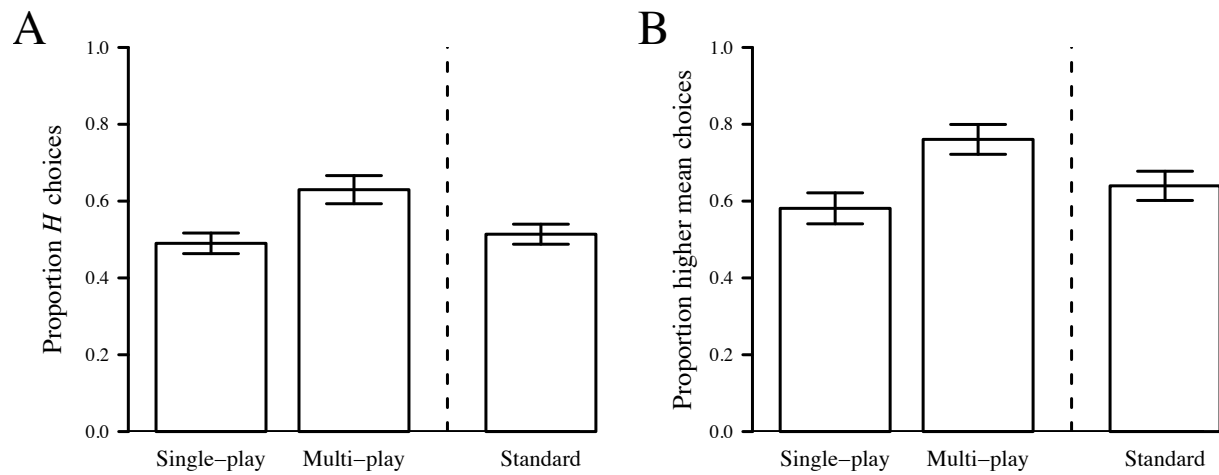 A
Proportion H choices
1.0
0.8
0.6
0.4
0.2
0.0
Single−play Multi−play Standard
B
Proportion higher mean choices
1.0
0.8
0.6
0.4
0.2
0.0
Single−play Multi−play Standard